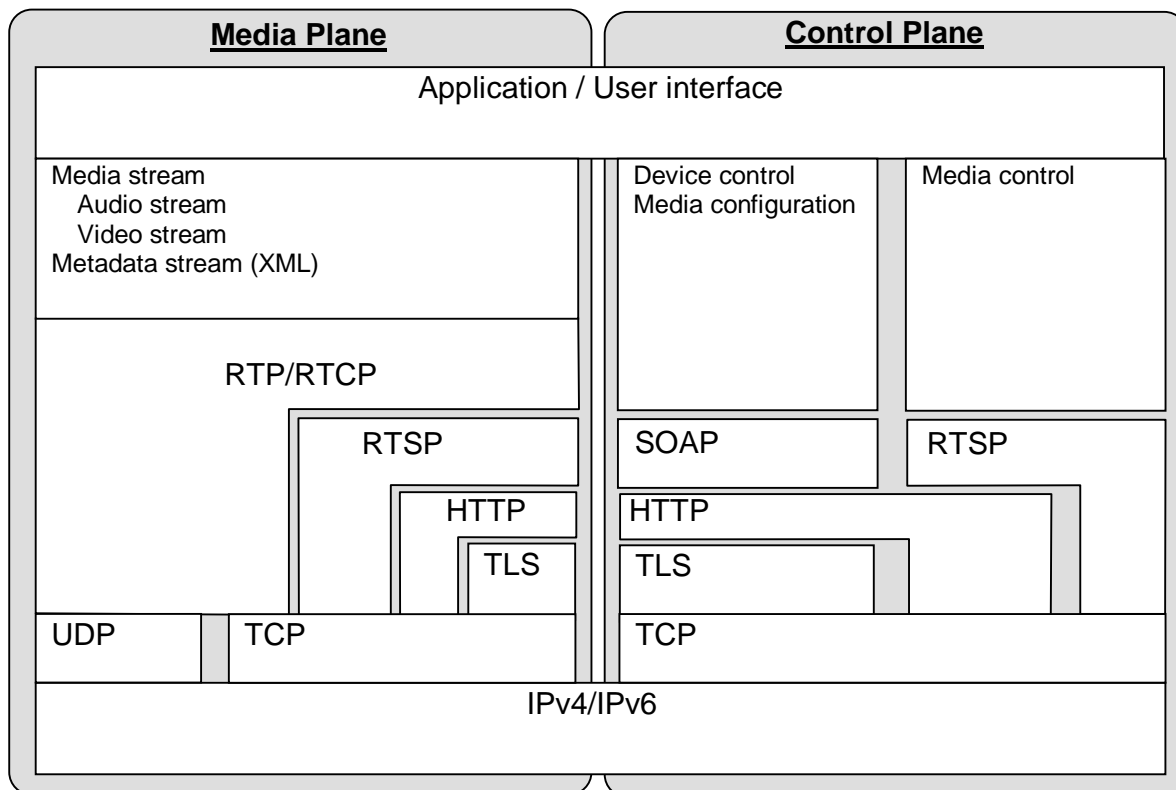 Media Plane
Control Plane
Application / User interface
Media stream
Audio stream
Video stream
Metadata stream (XML)
Device control
Media configuration
Media control
RTP/RTCP
RTSP
HTTP
TLS
SOAP
RTSP
HTTP
TLS
UDP
TCP
TCP
IPv4/IPv6